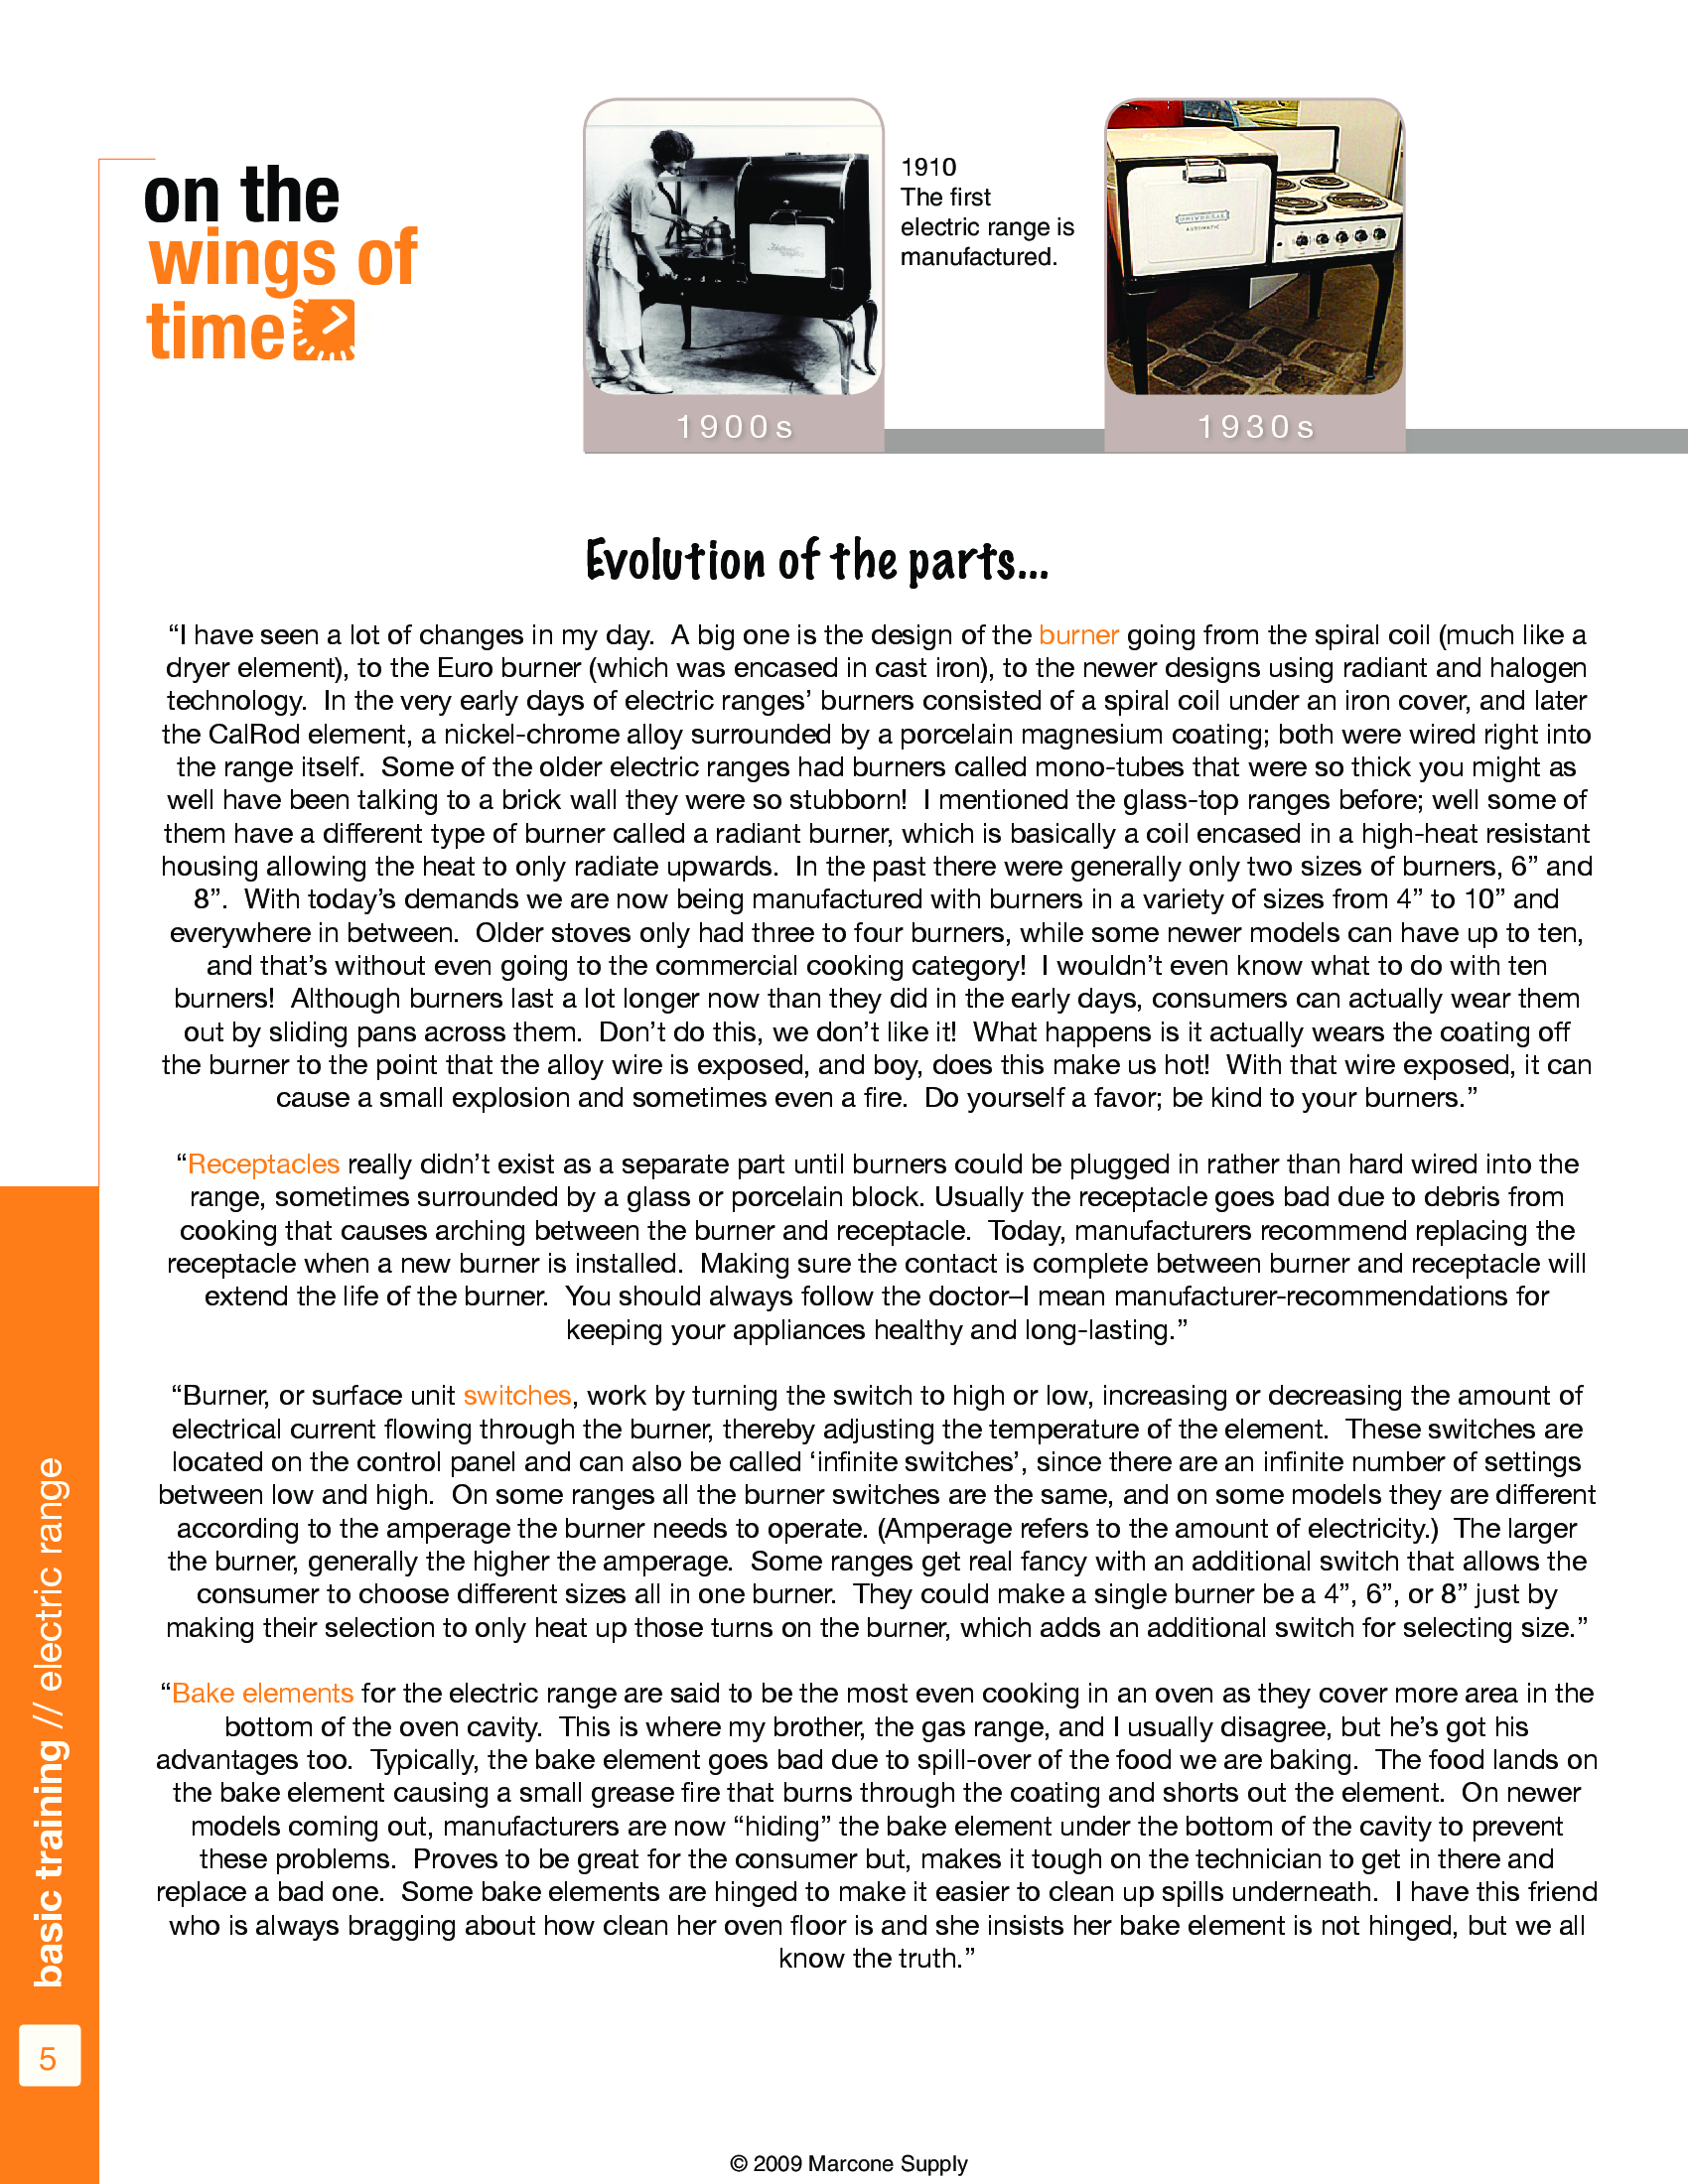 on the
wings of
time
1910
The first
electric range is
manufactured.
UNIVERSAL
AUTOMATIC
1900s
1930s
Evolution of the parts...
“I have seen a lot of changes in my day.  A big one is the design of the burner going from the spiral coil (much like a
dryer element), to the Euro burner (which was encased in cast iron), to the newer designs using radiant and halogen
technology.  In the very early days of electric ranges’ burners consisted of a spiral coil under an iron cover, and later
the CalRod element, a nickel-chrome alloy surrounded by a porcelain magnesium coating; both were wired right into
the range itself.  Some of the older electric ranges had burners called mono-tubes that were so thick you might as
well have been talking to a brick wall they were so stubborn!  I mentioned the glass-top ranges before; well some of
them have a different type of burner called a radiant burner, which is basically a coil encased in a high-heat resistant
housing allowing the heat to only radiate upwards.  In the past there were generally only two sizes of burners, 6” and
8”.  With today’s demands we are now being manufactured with burners in a variety of sizes from 4” to 10” and
everywhere in between.  Older stoves only had three to four burners, while some newer models can have up to ten,
and that’s without even going to the commercial cooking category!  I wouldn’t even know what to do with ten
burners!  Although burners last a lot longer now than they did in the early days, consumers can actually wear them
out by sliding pans across them.  Don’t do this, we don’t like it!  What happens is it actually wears the coating off
the burner to the point that the alloy wire is exposed, and boy, does this make us hot!  With that wire exposed, it can
cause a small explosion and sometimes even a fire.  Do yourself a favor; be kind to your burners.”
“Receptacles really didn’t exist as a separate part until burners could be plugged in rather than hard wired into the
range, sometimes surrounded by a glass or porcelain block. Usually the receptacle goes bad due to debris from
cooking that causes arching between the burner and receptacle.  Today, manufacturers recommend replacing the
receptacle when a new burner is installed.  Making sure the contact is complete between burner and receptacle will
extend the life of the burner.  You should always follow the doctor–I mean manufacturer-recommendations for
keeping your appliances healthy and long-lasting.”
“Burner, or surface unit switches, work by turning the switch to high or low, increasing or decreasing the amount of
electrical current flowing through the burner, thereby adjusting the temperature of the element.  These switches are
located on the control panel and can also be called ‘infinite switches’, since there are an infinite number of settings
between low and high.  On some ranges all the burner switches are the same, and on some models they are different
according to the amperage the burner needs to operate. (Amperage refers to the amount of electricity.)  The larger
the burner, generally the higher the amperage.  Some ranges get real fancy with an additional switch that allows the
consumer to choose different sizes all in one burner.  They could make a single burner be a 4”, 6”, or 8” just by
making their selection to only heat up those turns on the burner, which adds an additional switch for selecting size.”
“Bake elements for the electric range are said to be the most even cooking in an oven as they cover more area in the
bottom of the oven cavity.  This is where my brother, the gas range, and I usually disagree, but he’s got his
advantages too.  Typically, the bake element goes bad due to spill-over of the food we are baking.  The food lands on
the bake element causing a small grease fire that burns through the coating and shorts out the element.  On newer
models coming out, manufacturers are now “hiding” the bake element under the bottom of the cavity to prevent
these problems.  Proves to be great for the consumer but, makes it tough on the technician to get in there and
replace a bad one.  Some bake elements are hinged to make it easier to clean up spills underneath.  I have this friend
who is always bragging about how clean her oven floor is and she insists her bake element is not hinged, but we all
know the truth.”
basic training // electric range
5
© 2009 Marcone Supply